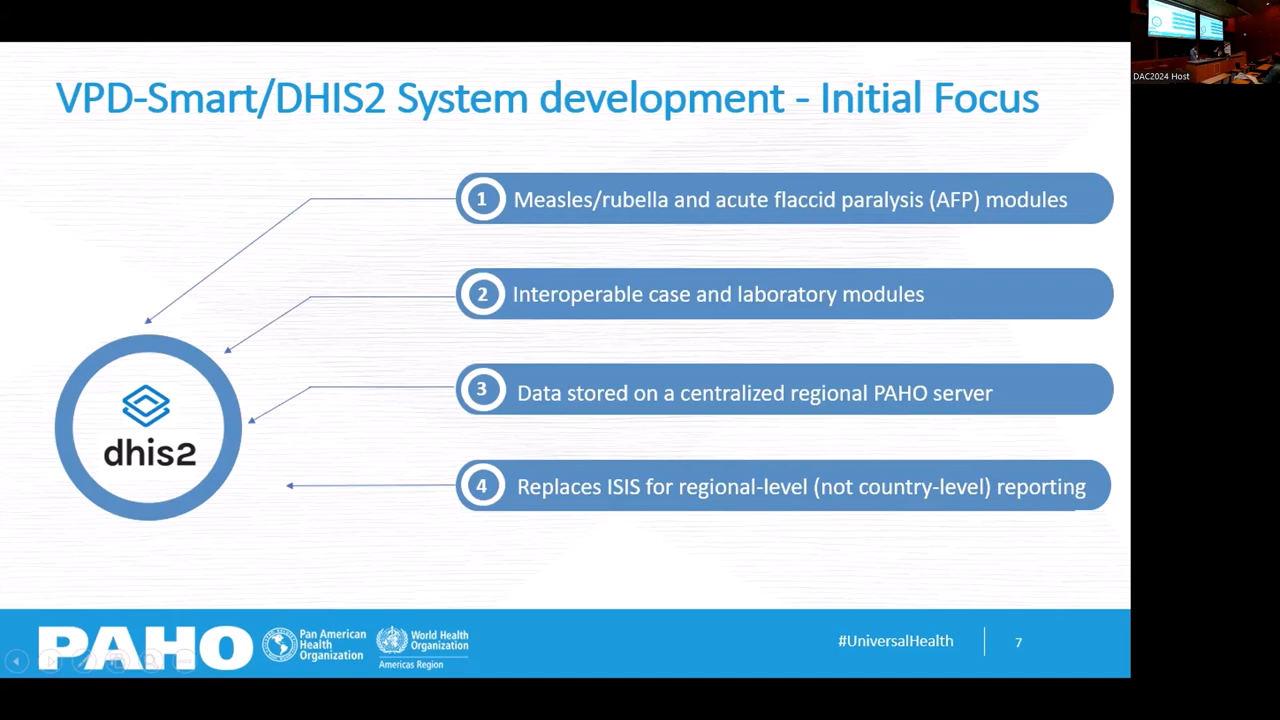 VPD-Smart/DHIS2 System development - Initial Focus
DAC2024 Host
1 Measles/rubella and acute flaccid paralysis (AFP) modules
2 Interoperable case and laboratory modules
3 Data stored on a centralized regional PAHO server
4 Replaces ISIS for regional-level (not country-level) reporting
dhis2
PAHO
Pan American
Health
Organization
World Health
Organization
Americas Region
#UniversalHealth
7